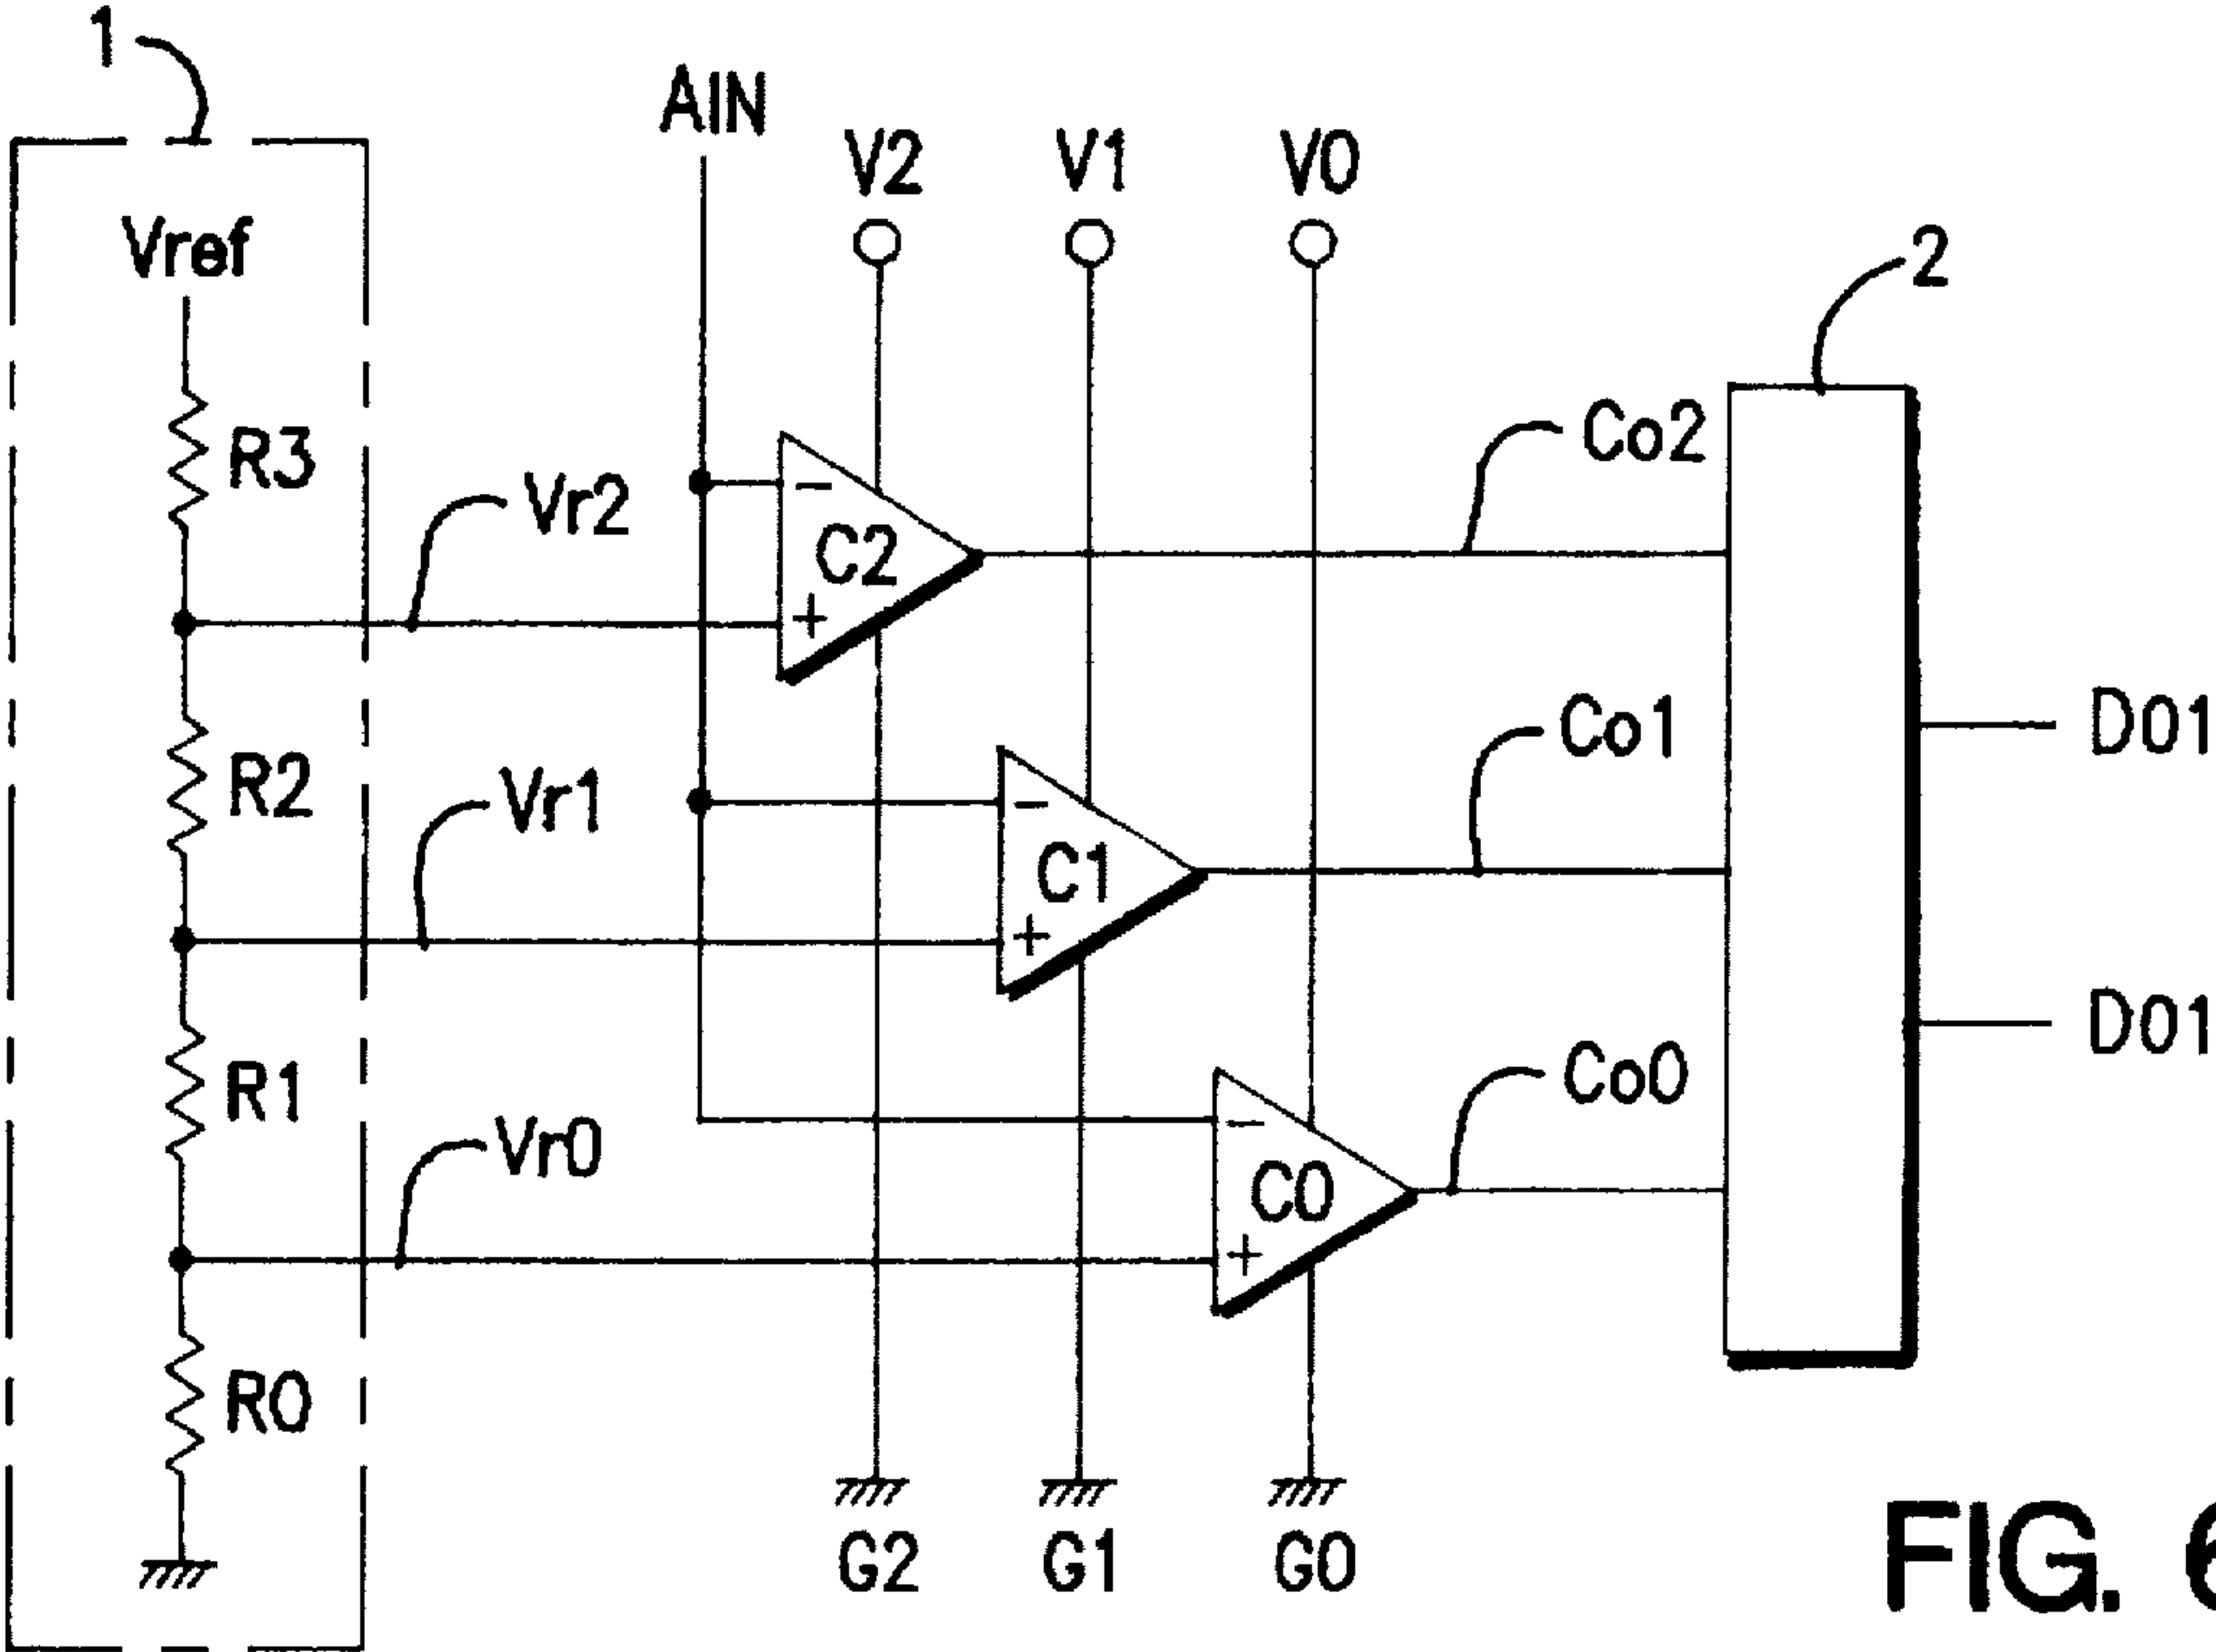 1
AIN
V2
V1
V0
Vref
2
R3
Vr2
−
C2
+
Co2
D01
R2
Vr1
−
C1
+
Co1
D01
R1
Vr0
−
C0
+
Co0
R0
G2
G1
G0
FIG. 6